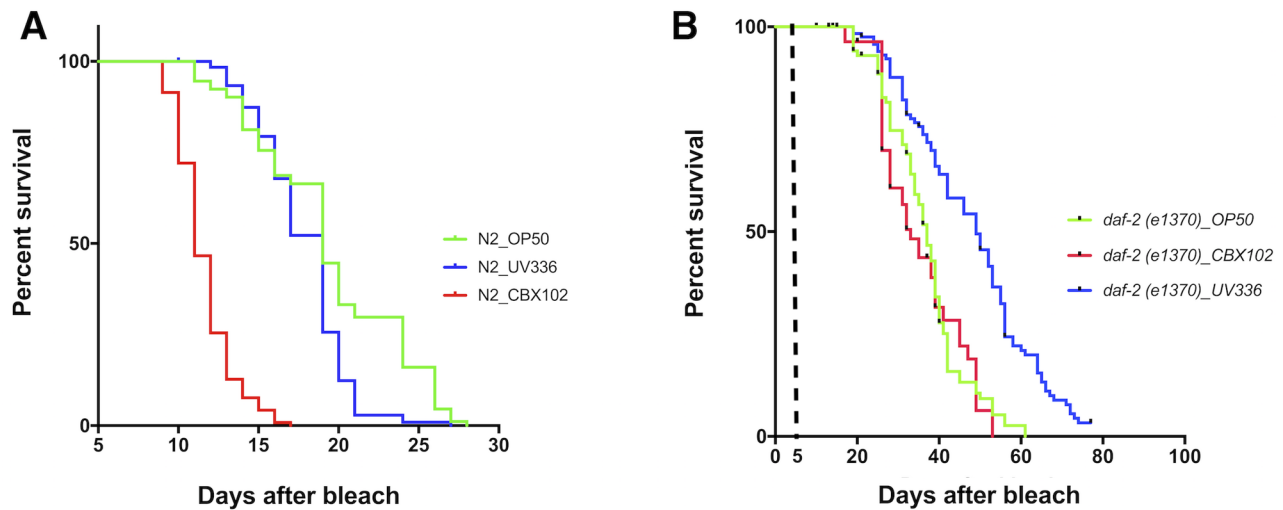 A
Percent survival
100
50
0
5
10
15
20
25
30
Days after bleach
N2_OP50
N2_UV336
N2_CBX102
B
Percent survival
100
50
0
0
5
20
40
60
80
100
Days after bleach
daf-2 (e1370)_OP50
daf-2 (e1370)_CBX102
daf-2 (e1370)_UV336